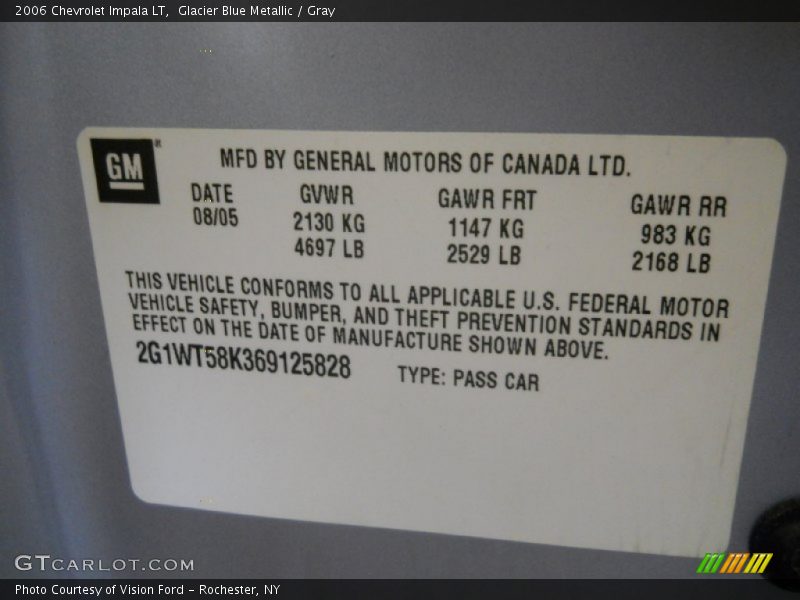 2006 Chevrolet Impala LT,  Glacier Blue Metallic / Gray
GM ®
MFD BY GENERAL MOTORS OF CANADA LTD.
DATE GVWR GAWR FRT GAWR RR
08/05 2130 KG 1147 KG 983 KG
4697 LB 2529 LB 2168 LB
THIS VEHICLE CONFORMS TO ALL APPLICABLE U.S. FEDERAL MOTOR
VEHICLE SAFETY, BUMPER, AND THEFT PREVENTION STANDARDS IN
EFFECT ON THE DATE OF MANUFACTURE SHOWN ABOVE.
2G1WT58K369125828 TYPE: PASS CAR
GTCARLOT.COM
Photo Courtesy of Vision Ford – Rochester, NY